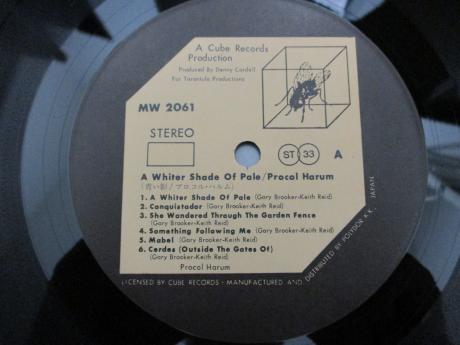 A Cube Records
Production
Produced By Denny Cordell
For Tarantula Productions
MW 2061
STEREO
ST 33 A
A Whiter Shade Of Pale/Procol Harum
(青い影/プロコル・ハルム)
1. A Whiter Shade Of Pale (Gary Brooker-Keith Reid)
2. Conquistador (Gary Brooker-Keith Reid)
3. She Wandered Through The Garden Fence
(Gary Brooker-Keith Reid)
4. Something Following Me (Gary Brooker-Keith Reid)
5. Mabel (Gary Brooker-Keith Reid)
6. Cerdes (Outside The Gates Of)
(Gary Brooker-Keith Reid)
Procol Harum
LICENSED BY CUBE RECORDS · MANUFACTURED AND DISTRIBUTED BY POLYDOR K.K., JAPAN